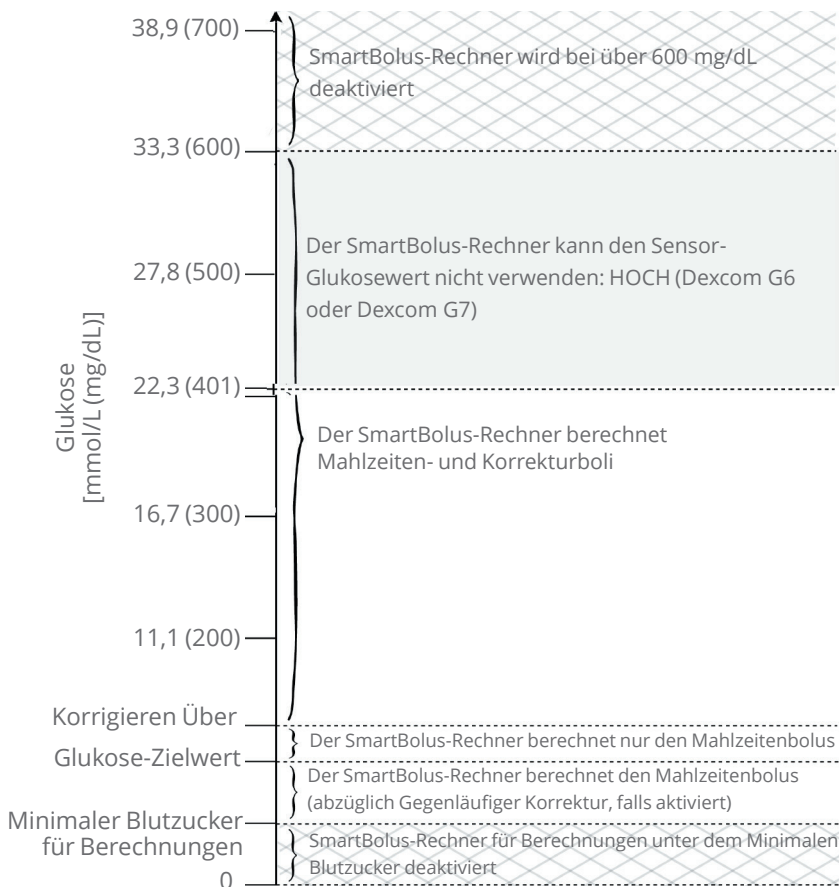 38,9 (700)
SmartBolus-Rechner wird bei über 600 mg/dL
deaktiviert
33,3 (600)
Der SmartBolus-Rechner kann den Sensor-
Glukosewert nicht verwenden: HOCH (Dexcom G6
oder Dexcom G7)
27,8 (500)
Glukose
[mmol/L (mg/dL)]
22,3 (401)
Der SmartBolus-Rechner berechnet
Mahlzeiten- und Korrekturboli
16,7 (300)
11,1 (200)
Korrigieren Über
Der SmartBolus-Rechner berechnet nur den Mahlzeitenbolus
Glukose-Zielwert
Der SmartBolus-Rechner berechnet den Mahlzeitenbolus
(abzüglich Gegenläufiger Korrektur, falls aktiviert)
Minimaler Blutzucker
für Berechnungen
SmartBolus-Rechner für Berechnungen unter dem Minimalen
Blutzucker deaktiviert
0